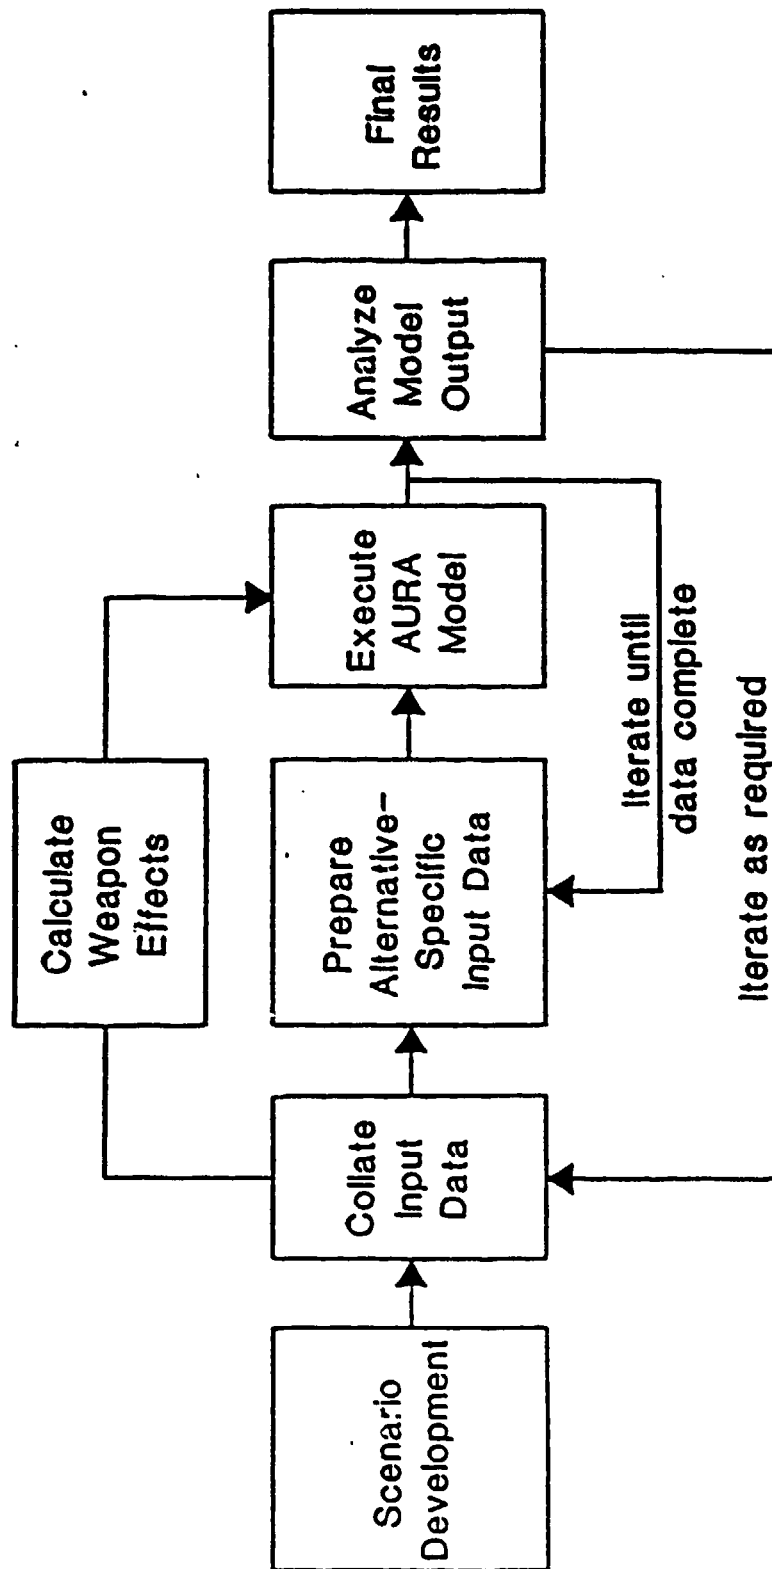 Calculate
Weapon
Effects
Scenario
Development
Collate
Input
Data
Prepare
Alternative-
Specific
Input Data
Execute
AURA
Model
Analyze
Model
Output
Final
Results
Iterate until
data complete
Iterate as required